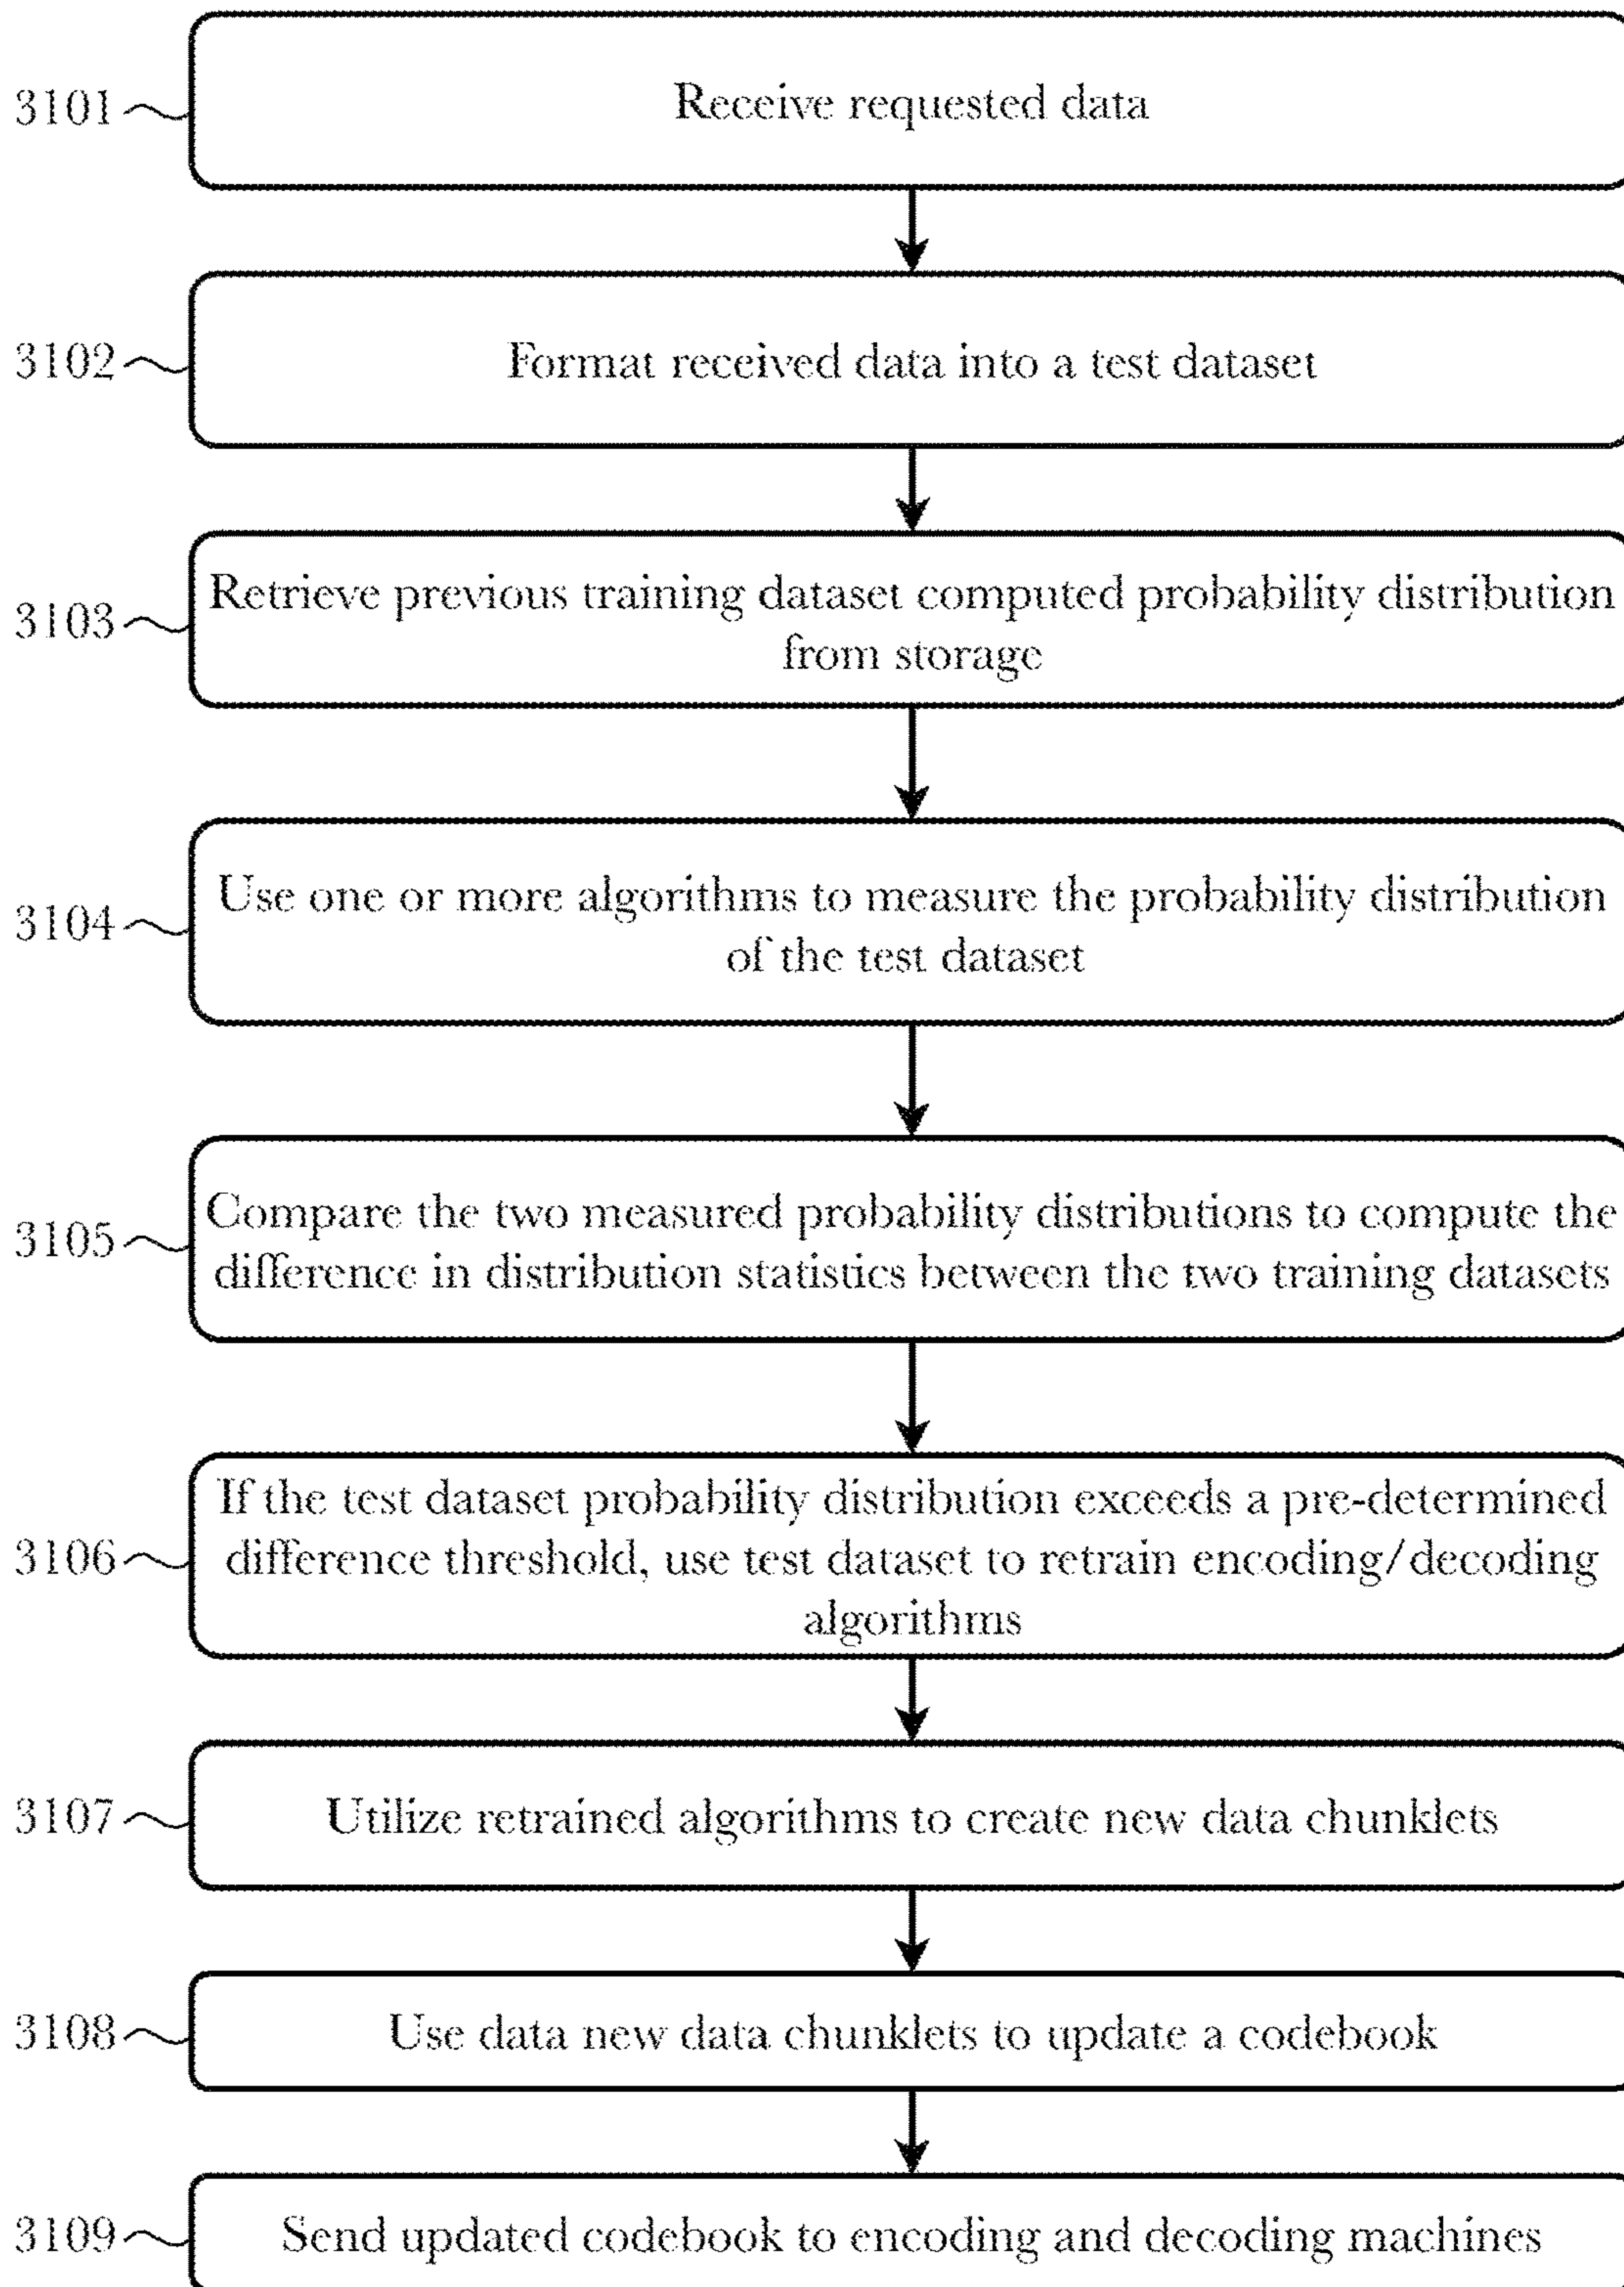 3101
Receive requested data
3102
Format received data into a test dataset
3103
Retrieve previous training dataset computed probability distribution
from storage
3104
Use one or more algorithms to measure the probability distribution
of the test dataset
3105
Compare the two measured probability distributions to compute the
difference in distribution statistics between the two training datasets
3106
If the test dataset probability distribution exceeds a pre-determined
difference threshold, use test dataset to retrain encoding/decoding
algorithms
3107
Utilize retrained algorithms to create new data chunklets
3108
Use data new data chunklets to update a codebook
3109
Send updated codebook to encoding and decoding machines